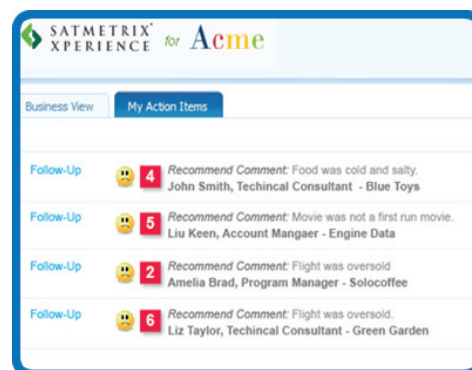 SATMETRIX®
XPERIENCE for Acme
Business View My Action Items
Follow-Up 4 Recommend Comment: Food was cold and salty.
John Smith, Techincal Consultant - Blue Toys
Follow-Up 5 Recommend Comment: Movie was not a first run movie.
Liu Keen, Account Mangaer - Engine Data
Follow-Up 2 Recommend Comment: Flight was oversold
Amelia Brad, Program Manager - Solocoffee
Follow-Up 6 Recommend Comment: Flight was oversold.
Liz Taylor, Techincal Consultant - Green Garden